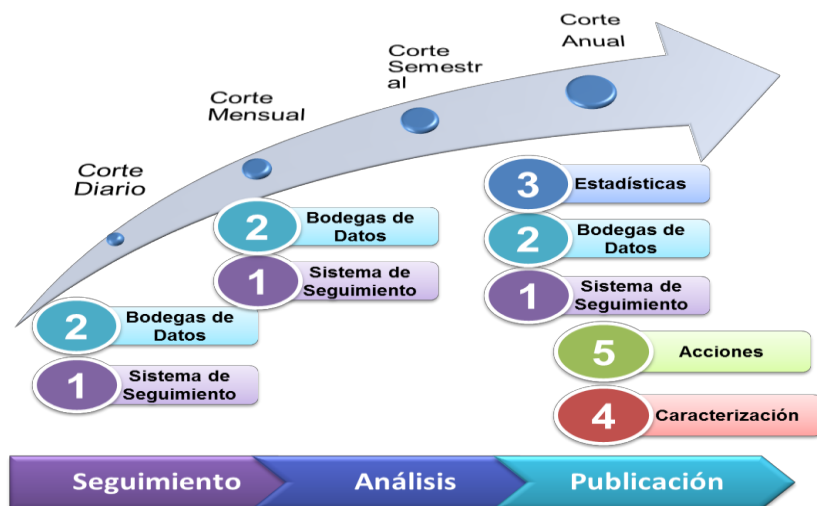 Corte
Diario
Corte
Mensual
Corte
Semestr
al
Corte
Anual
2
Bodegas de
Datos
1
Sistema de
Seguimiento
2
Bodegas de
Datos
1
Sistema de
Seguimiento
3
Estadísticas
2
Bodegas de
Datos
1
Sistema de
Seguimiento
5
Acciones
4
Caracterización
Seguimiento
Análisis
Publicación